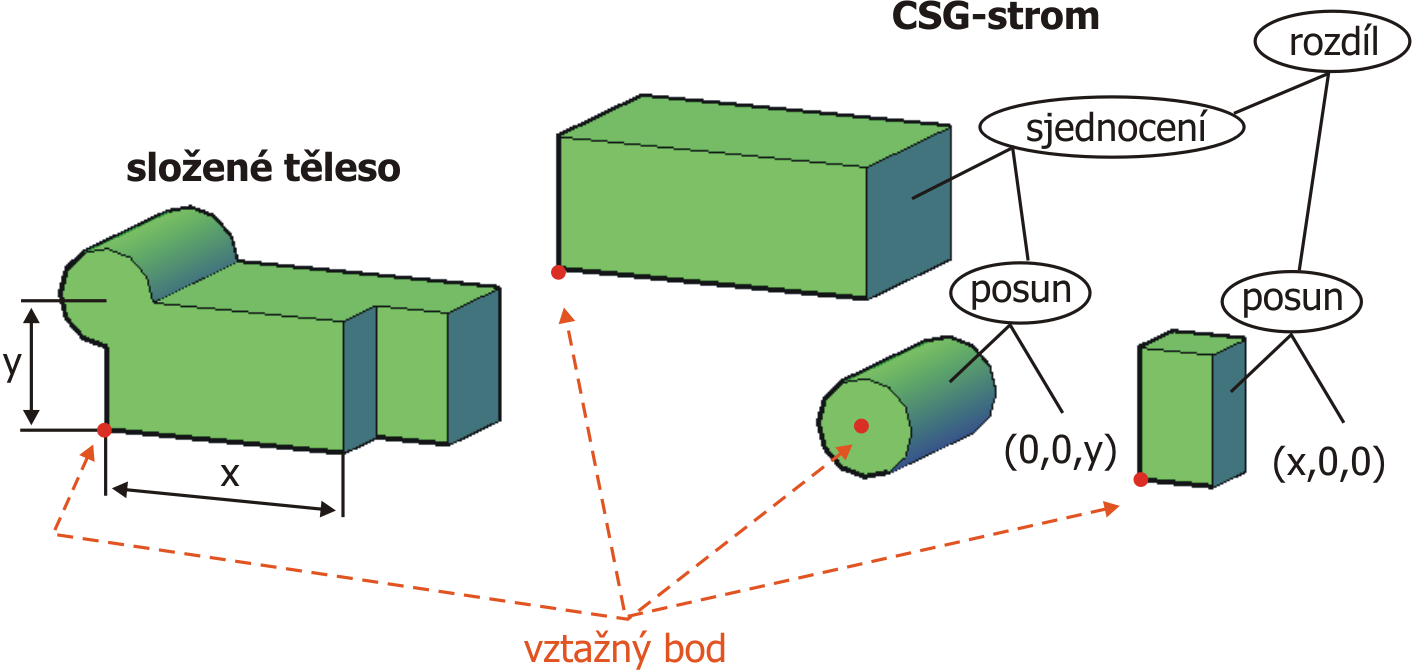 CSG-strom
rozdíl
sjednocení
složené těleso
posun
posun
y
x
(0,0,y)
(x,0,0)
vztažný bod